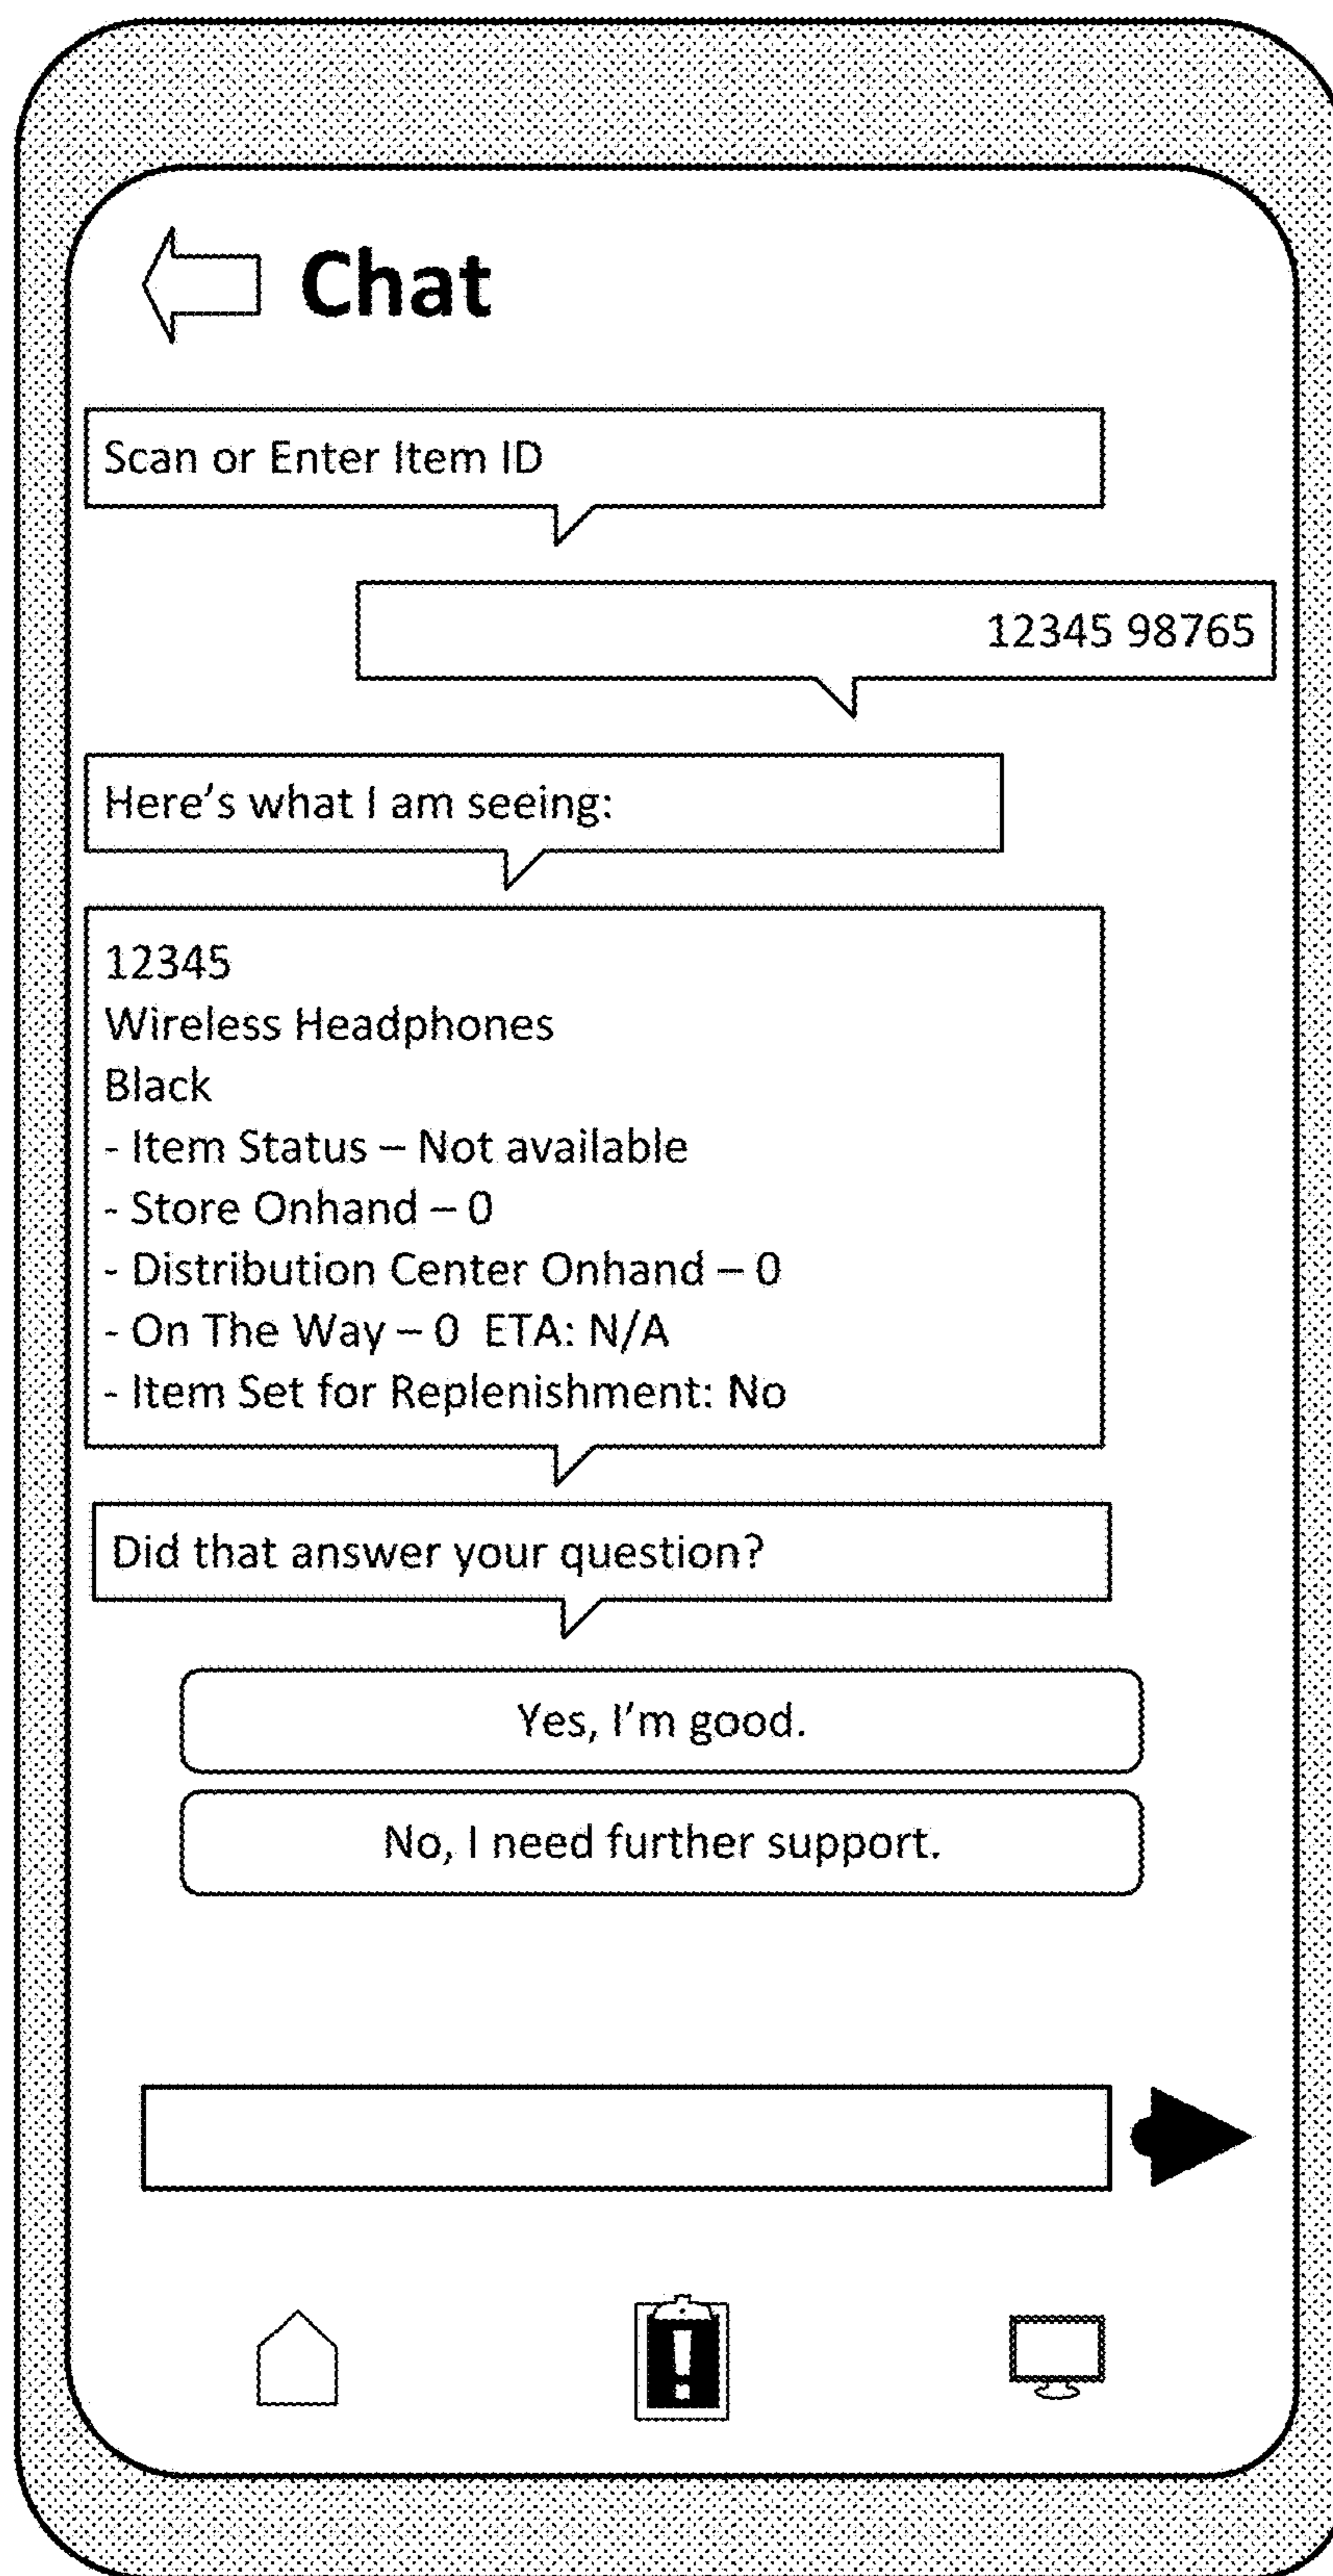 Chat
Scan or Enter Item ID
12345 98765
Here's what I am seeing:
12345
Wireless Headphones
Black
- Item Status – Not available
- Store Onhand – 0
- Distribution Center Onhand – 0
- On The Way – 0  ETA: N/A
- Item Set for Replenishment: No
Did that answer your question?
Yes, I'm good.
No, I need further support.
!